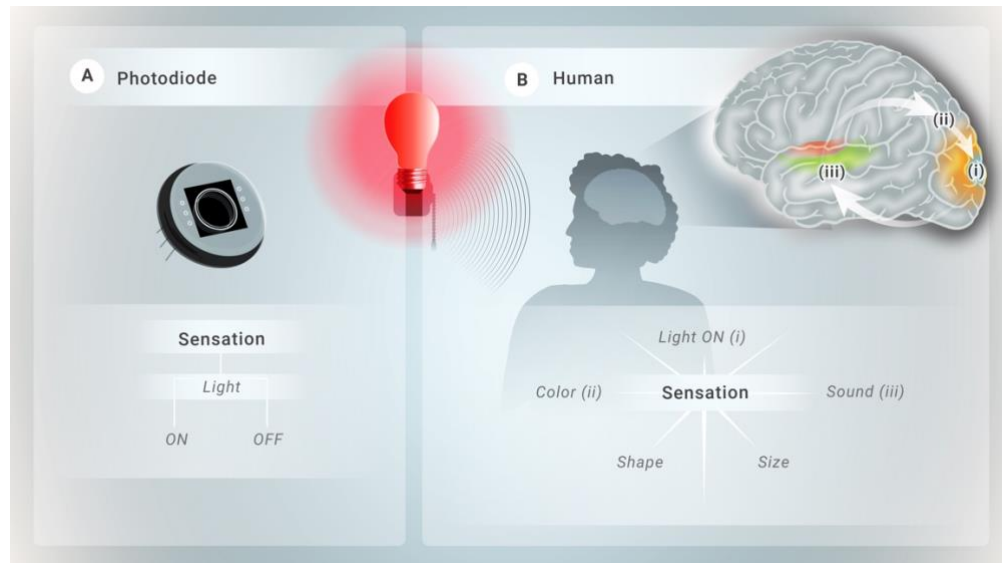 A Photodiode
B Human
(ii)
(i)
(iii)
Sensation
Light
ON OFF
Light ON (i)
Color (ii) Sensation Sound (iii)
Shape Size